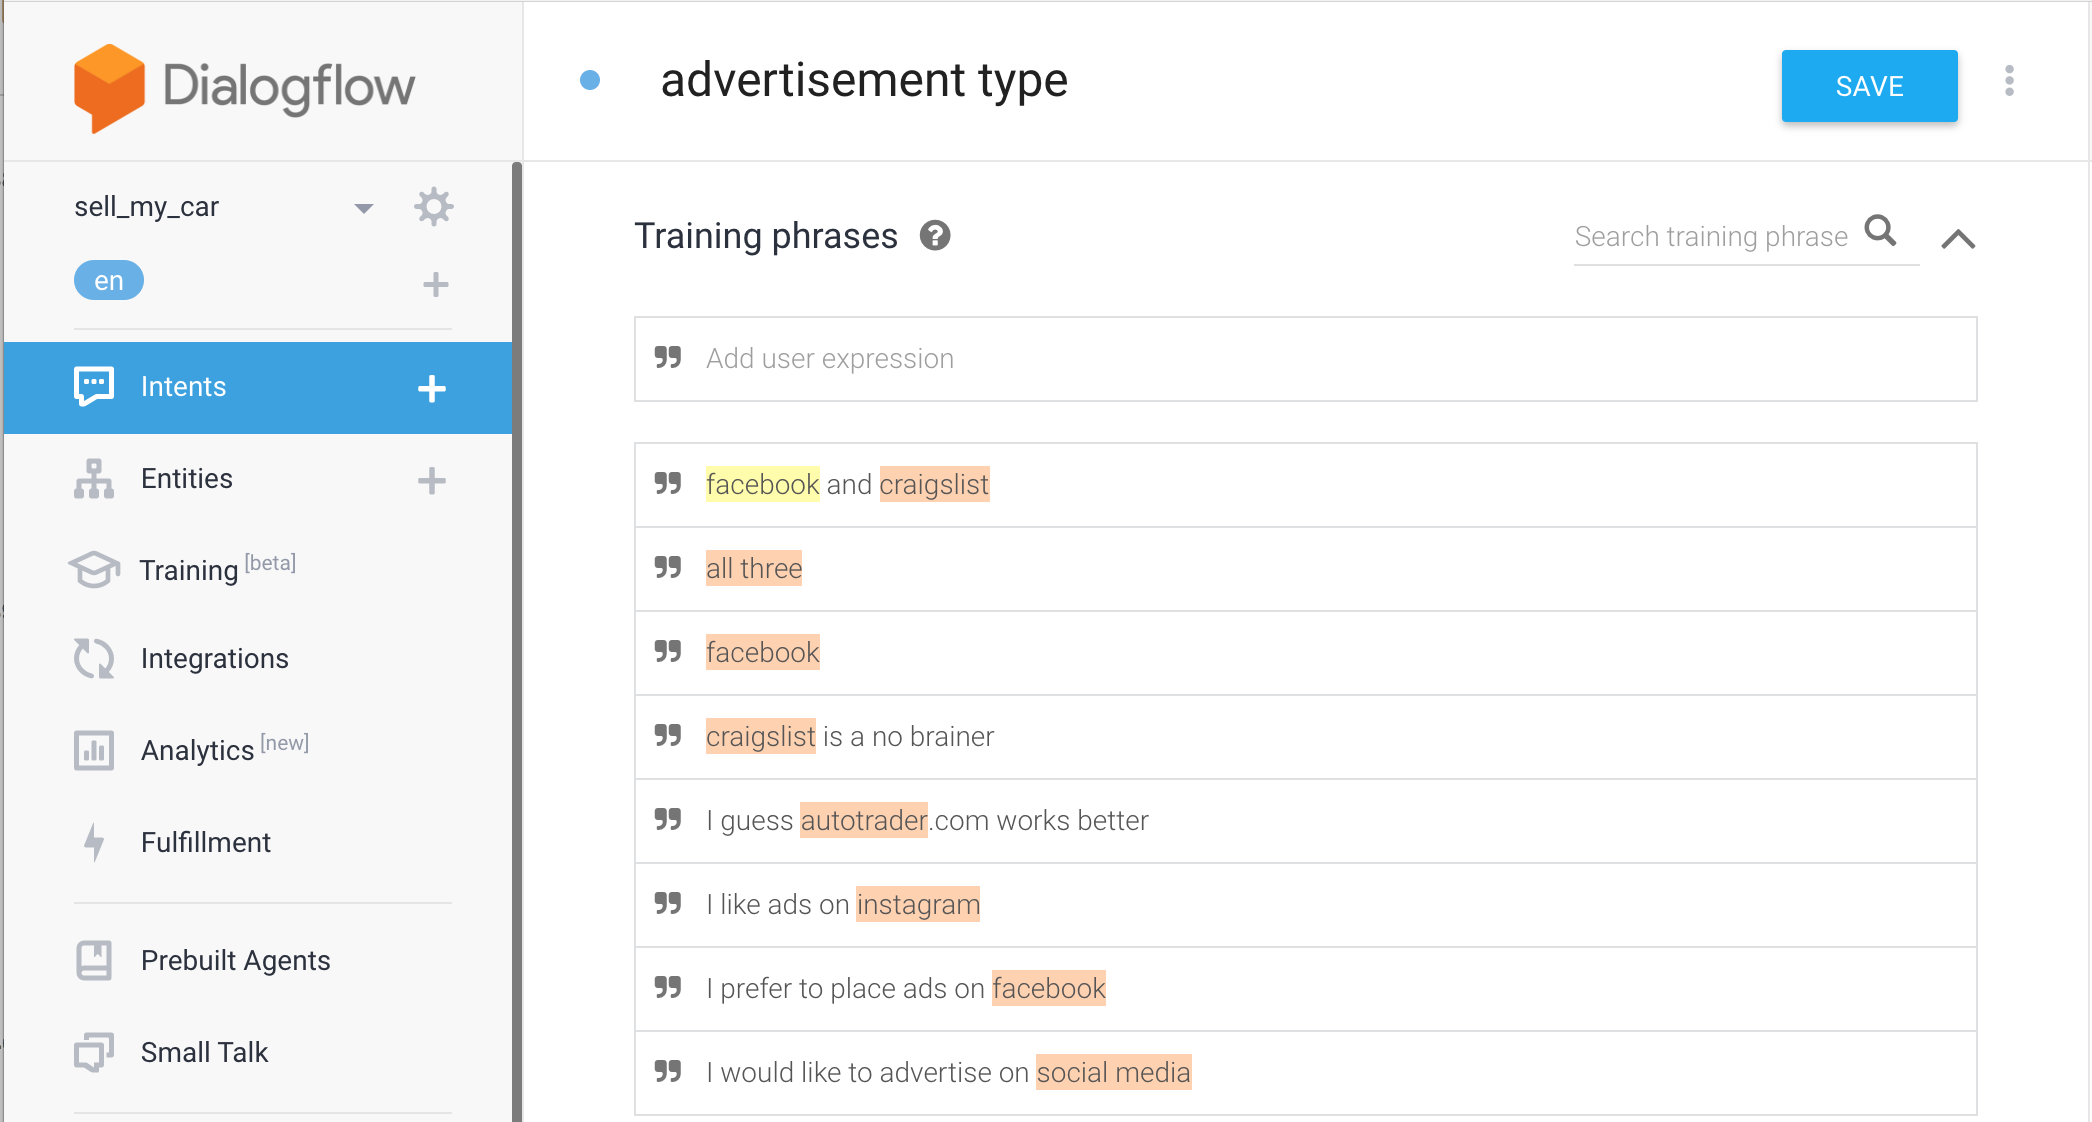 Dialogflow
advertisement type
SAVE
sell_my_car
en
Intents
Entities
Training [beta]
Integrations
Analytics [new]
Fulfillment
Prebuilt Agents
Small Talk
Training phrases
Search training phrase
Add user expression
facebook and craigslist
all three
facebook
craigslist is a no brainer
I guess autotrader.com works better
I like ads on instagram
I prefer to place ads on facebook
I would like to advertise on social media